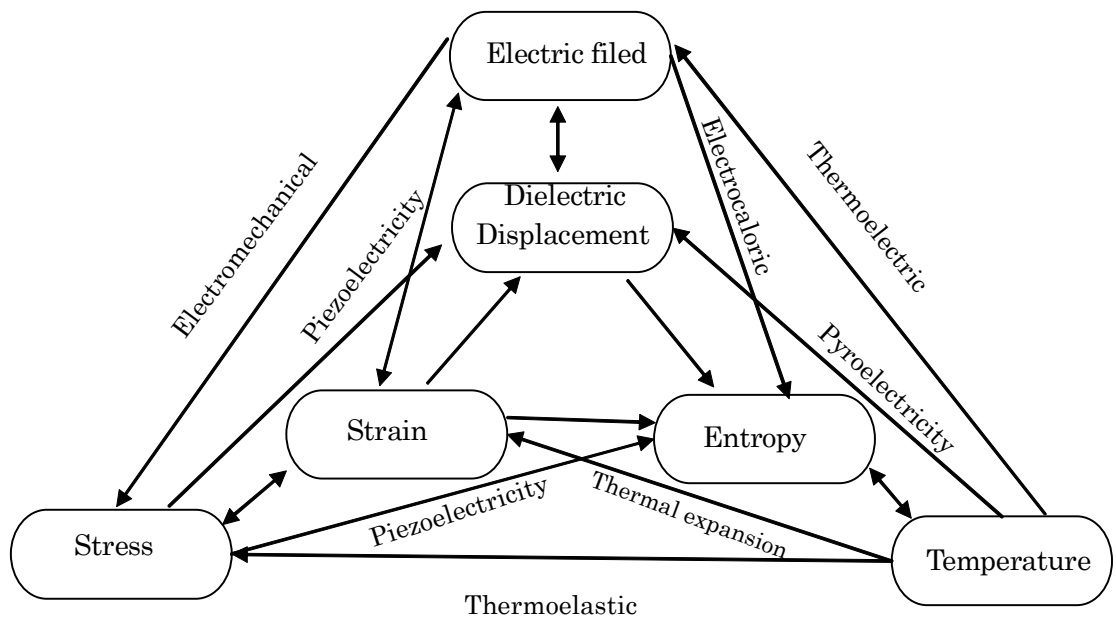 Electric filed
Electromechanical
Piezoelectricity
Electrocaloric
Thermoelectric
Dielectric
Displacement
Pyroelectricity
Strain
Entropy
Piezoelectricity
Thermal expansion
Stress
Temperature
Thermoelastic